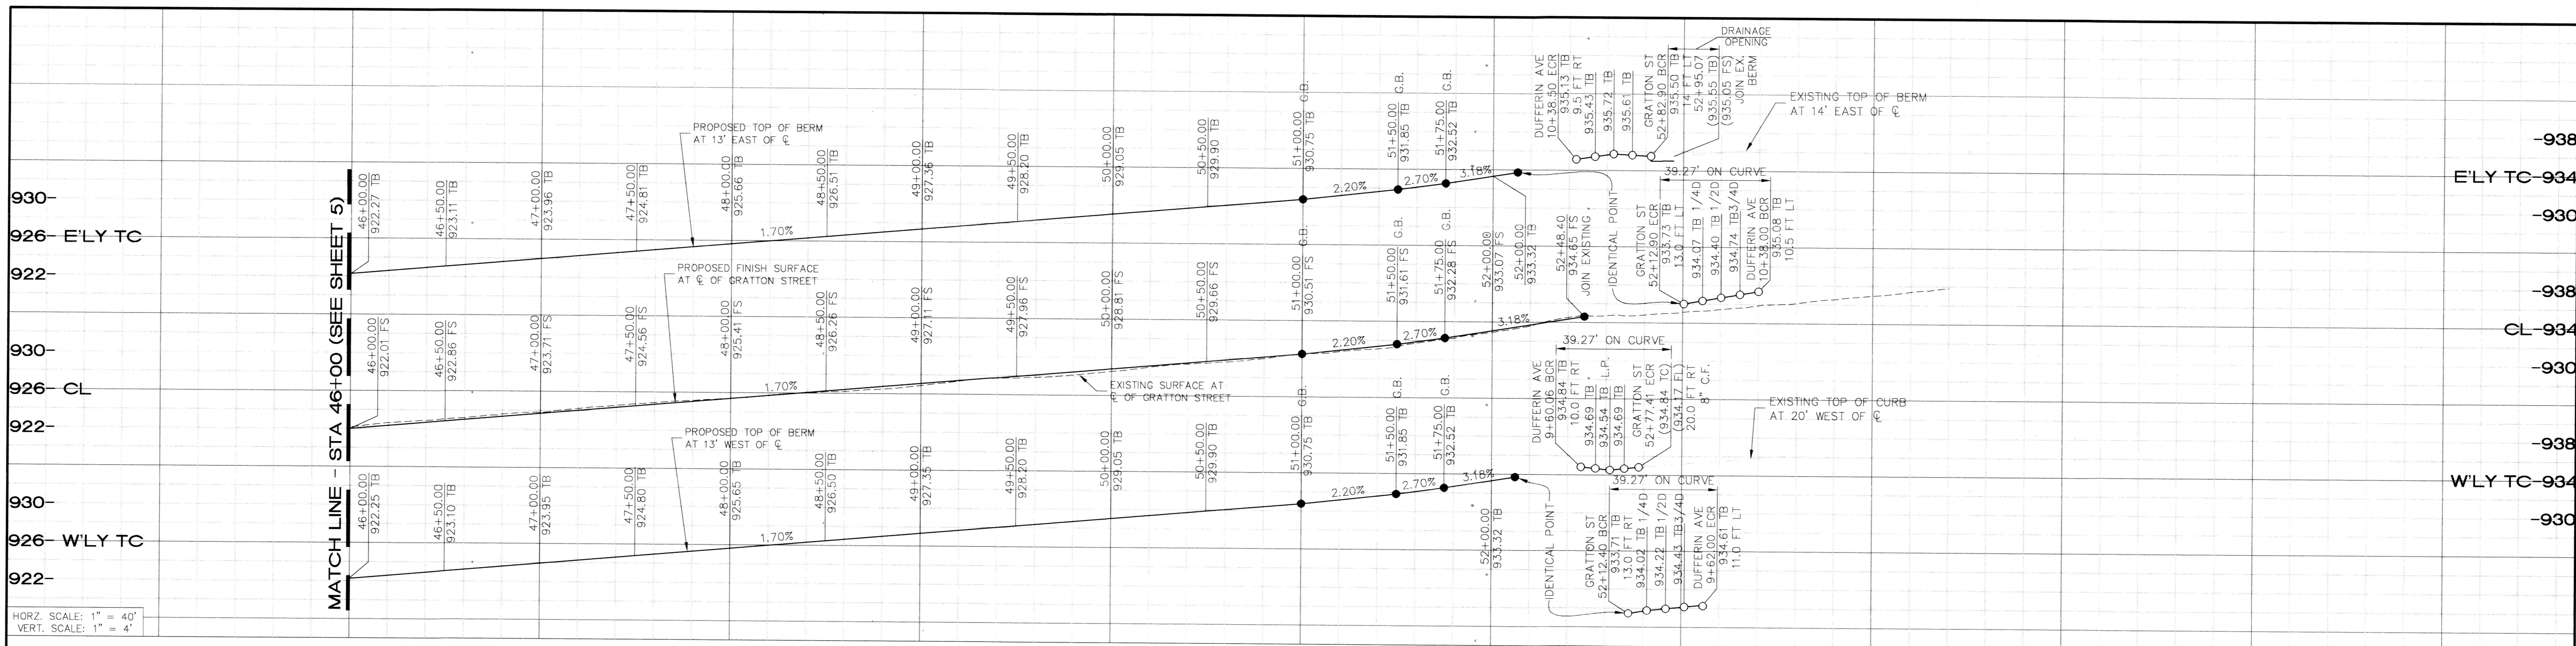 DRAINAGE
OPENING
DUFFERIN AVE
10+38.50 ECR
935.13 TB
9.5 FT RT
935.43 TB
935.72 TB
935.61 TB
GRATTON ST
52+82.90 BCR
935.50 TB
14 FT LT
52+95.07
(935.55 TB)
(935.05 FS)
JOIN EX.
BERM
EXISTING TOP OF BERM
AT 14' EAST OF ℄
PROPOSED TOP OF BERM
AT 13' EAST OF ℄
46+00.00
922.27 TB
46+50.00
923.11 TB
47+00.00
923.96 TB
47+50.00
924.81 TB
48+00.00
925.66 TB
48+50.00
926.51 TB
49+00.00
927.36 TB
49+50.00
928.20 TB
50+00.00
929.05 TB
50+50.00
929.90 TB
51+00.00 G.B.
930.75 TB
51+50.00 G.B.
931.85 TB
51+75.00 G.B.
932.52 TB
1.70%
2.20%
2.70%
3.18%
52+00.00
933.32 TB
930-
926- E'LY TC
922-
-938
E'LY TC-934
-930
MATCH LINE - STA 46+00 (SEE SHEET 5)
IDENTICAL POINT
39.27' ON CURVE
GRATTON ST
52+12.90 ECR
933.73 TB
13.0 FT LT
934.07 TB 1/4D
934.40 TB 1/2D
934.74 TB3/4D
DUFFERIN AVE
10+38.00 BCR
935.08 TB
10.5 FT LT
PROPOSED FINISH SURFACE
AT ℄ OF GRATTON STREET
46+00.00
922.01 FS
46+50.00
922.86 FS
47+00.00
923.71 FS
47+50.00
924.56 FS
48+00.00
925.41 FS
48+50.00
926.26 FS
49+00.00
927.11 FS
49+50.00
927.96 FS
50+00.00
928.81 FS
50+50.00
929.66 FS
51+00.00 G.B.
930.51 FS
51+50.00 G.B.
931.61 FS
51+75.00 G.B.
932.28 FS
52+00.00
933.07 FS
52+48.40
934.65 FS
JOIN EXISTING
1.70%
2.20%
2.70%
3.18%
EXISTING SURFACE AT
℄ OF GRATTON STREET
930-
926- CL
922-
-938
CL-934
-930
39.27' ON CURVE
DUFFERIN AVE
9+60.06 BCR
934.84 TB
10.0 FT RT
934.69 TB
934.54 TB L.P.
934.69 TB
GRATTON ST
52+77.41 ECR
(934.84 TC)
(934.17 FL)
20.0 FT RT
8" C.F.
EXISTING TOP OF CURB
AT 20' WEST OF ℄
PROPOSED TOP OF BERM
AT 13' WEST OF ℄
46+00.00
922.25 TB
46+50.00
923.10 TB
47+00.00
923.95 TB
47+50.00
924.80 TB
48+00.00
925.65 TB
48+50.00
926.50 TB
49+00.00
927.35 TB
49+50.00
928.20 TB
50+00.00
929.05 TB
50+50.00
929.90 TB
51+00.00 G.B.
930.75 TB
51+50.00 G.B.
931.85 TB
51+75.00 G.B.
932.52 TB
52+00.00
933.32 TB
1.70%
2.20%
2.70%
3.18%
930-
926- W'LY TC
922-
-938
W'LY TC-934
-930
IDENTICAL POINT
39.27' ON CURVE
GRATTON ST
52+12.40 BCR
933.71 TB
13.0 FT RT
934.02 TB 1/4D
934.22 TB 1/2D
934.43 TB3/4D
DUFFERIN AVE
9+62.00 ECR
934.61 TB
11.0 FT LT
HORZ. SCALE: 1" = 40'
VERT. SCALE: 1" = 4'